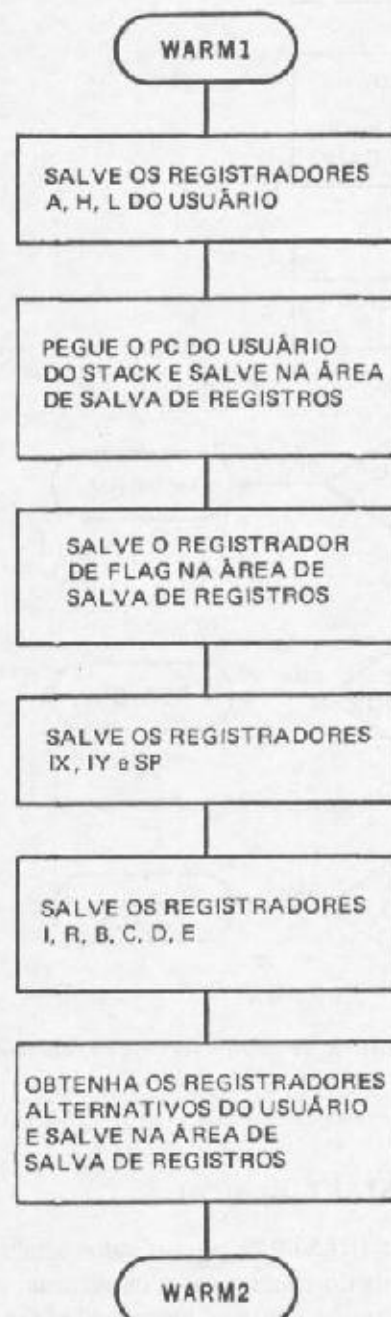 WARM1
SALVE OS REGISTRADORES
A, H, L DO USUÁRIO
PEGUE O PC DO USUÁRIO
DO STACK E SALVE NA ÁREA
DE SALVA DE REGISTROS
SALVE O REGISTRADOR
DE FLAG NA ÁREA DE
SALVA DE REGISTROS
SALVE OS REGISTRADORES
IX, IY e SP
SALVE OS REGISTRADORES
I, R, B, C, D, E
OBTENHA OS REGISTRADORES
ALTERNATIVOS DO USUÁRIO
E SALVE NA ÁREA DE
SALVA DE REGISTROS
WARM2